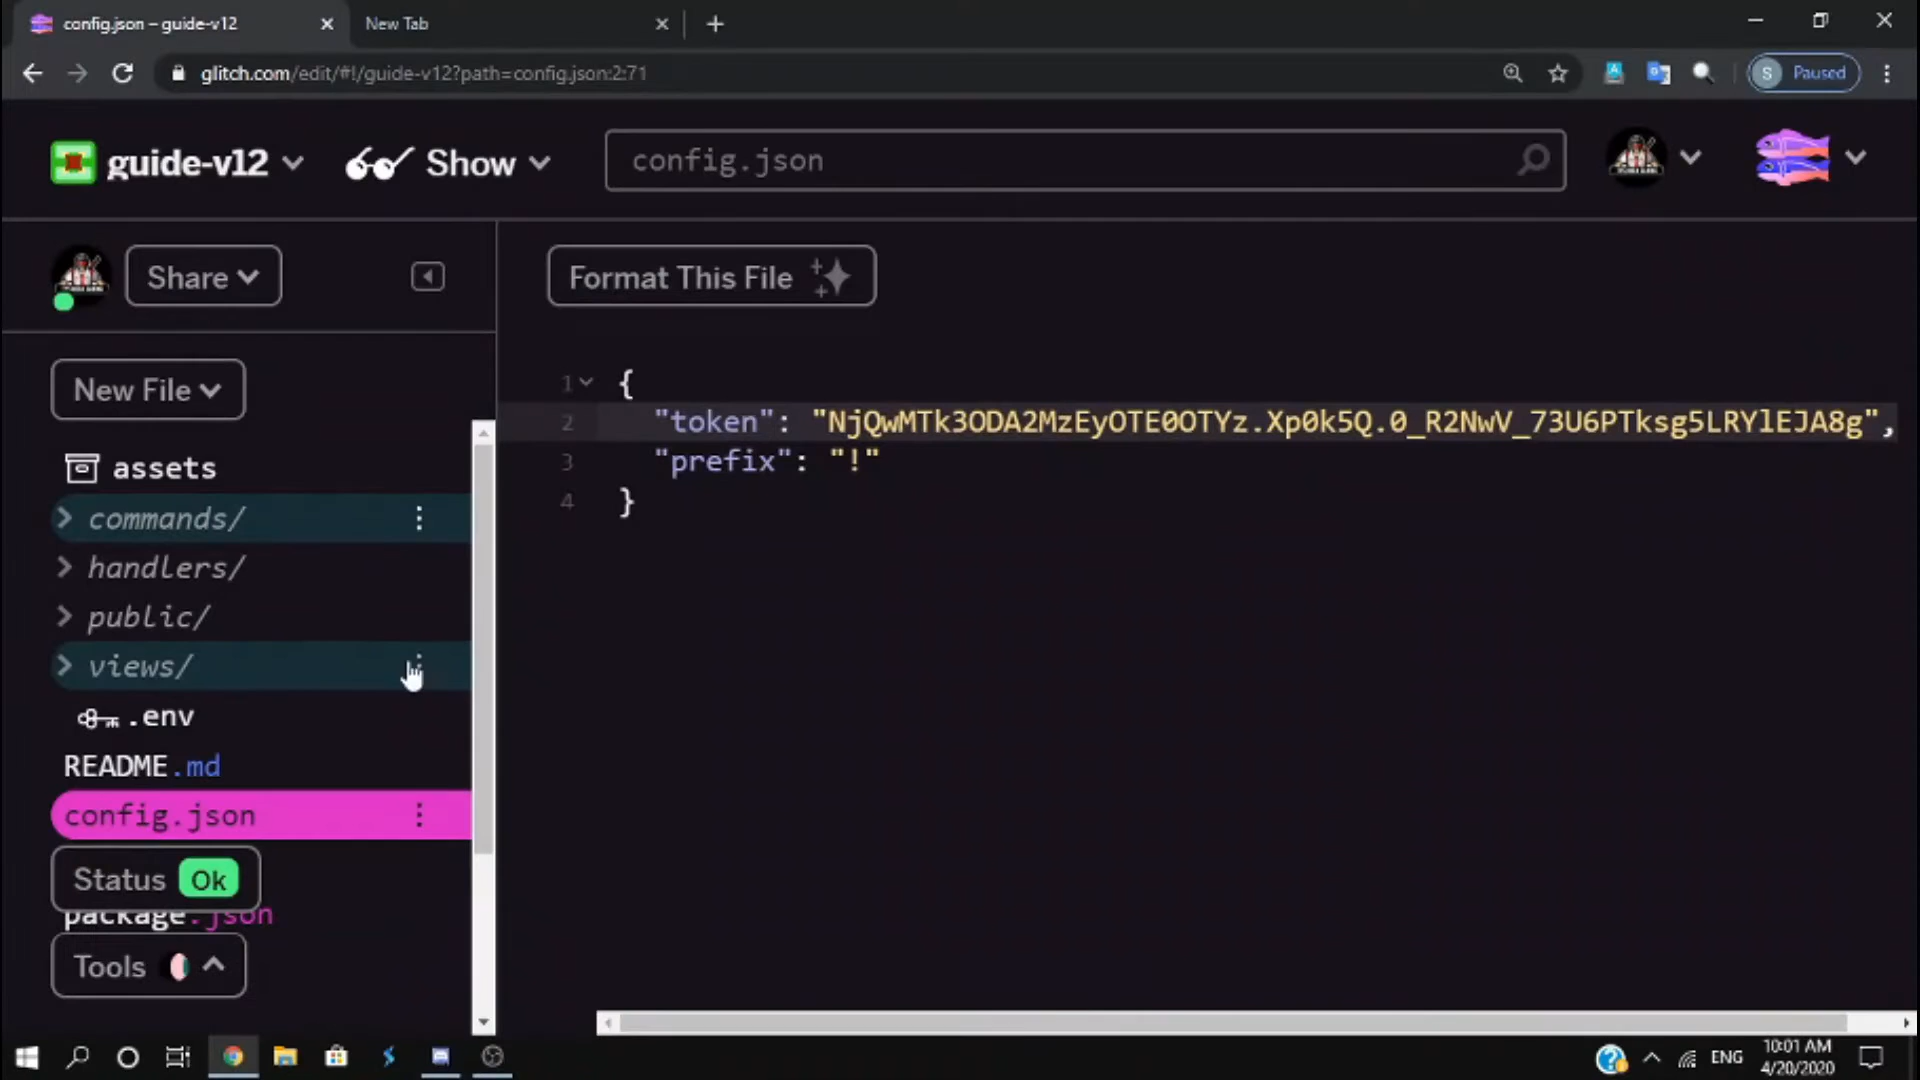 config.json – guide-v12
New Tab
glitch.com/edit/#!/guide-v12?path=config.json:2:71
S Paused
guide-v12
Show
config.json
Share
Format This File
New File
1 {
2 "token": "NjQwMTk3ODA2MzEyOTE0OTYz.Xp0k5Q.0_R2NwV_73U6PTksg5LRYlEJA8g",
3 "prefix": "!"
4 }
assets
commands/
handlers/
public/
views/
.env
README.md
config.json
Status Ok
package.json
Tools
ENG
10:01 AM
4/20/2020